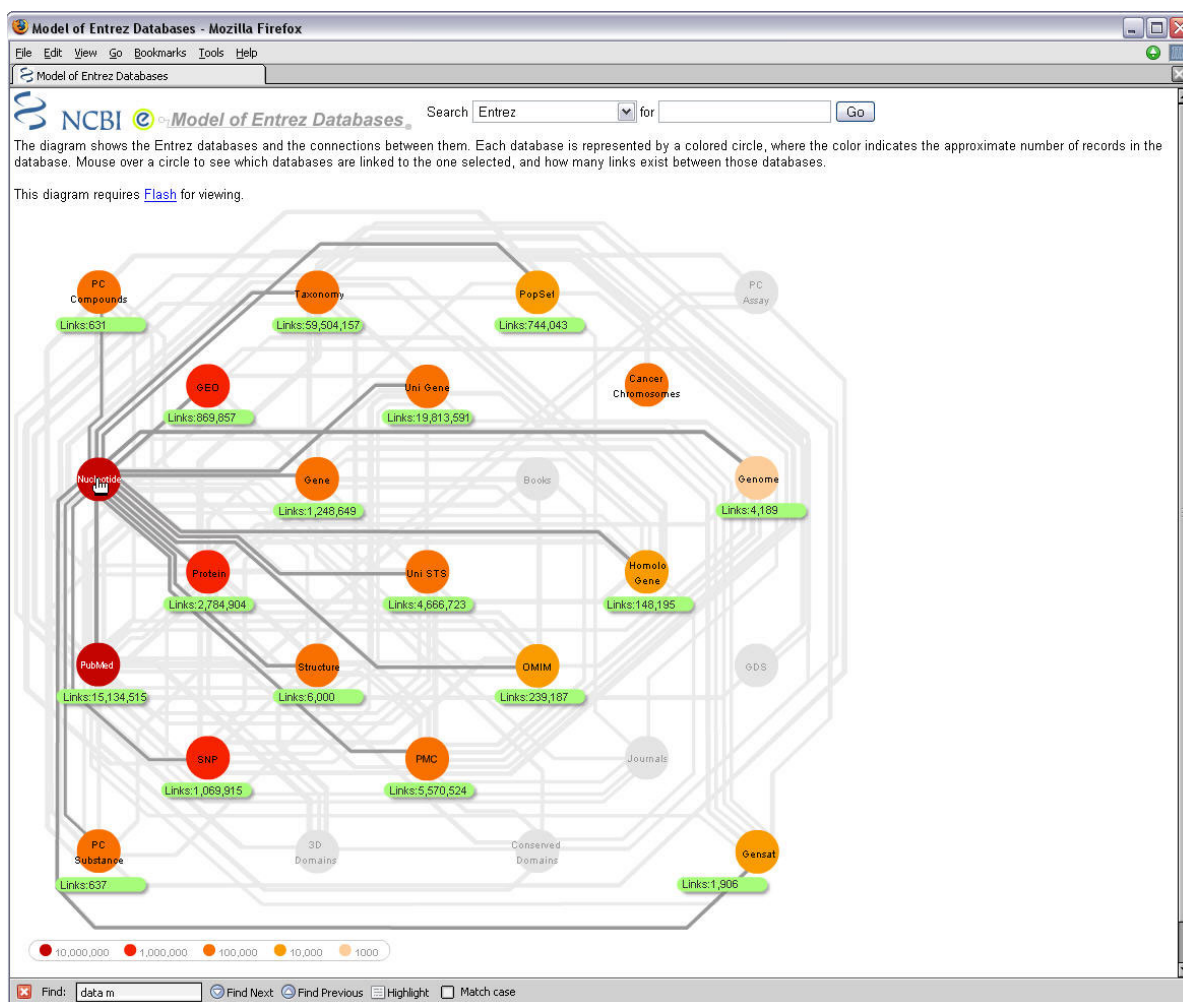 Model of Entrez Databases - Mozilla Firefox
File Edit View Go Bookmarks Tools Help
Model of Entrez Databases
NCBI e Model of Entrez Databases
Search Entrez for Go
The diagram shows the Entrez databases and the connections between them. Each database is represented by a colored circle, where the color indicates the approximate number of records in the
database. Mouse over a circle to see which databases are linked to the one selected, and how many links exist between those databases.
This diagram requires Flash for viewing.
PC
Compounds
Links:631
Taxonomy
Links:59,504,157
PopSet
Links:744,043
PC
Assay
GEO
Links:869,857
Uni Gene
Links:19,813,591
Cancer
Chromosomes
Nucleotide
Gene
Links:1,248,649
Books
Genome
Links:4,189
Protein
Links:2,784,904
Uni STS
Links:4,666,723
Homolo
Gene
Links:148,195
PubMed
Links:15,134,515
Structure
Links:6,000
OMIM
Links:239,187
GDS
SNP
Links:1,069,915
PMC
Links:5,570,524
Journals
PC
Substance
Links:637
3D
Domains
Conserved
Domains
Gensat
Links:1,906
10,000,000 1,000,000 100,000 10,000 1000
Find: data m Find Next Find Previous Highlight Match case